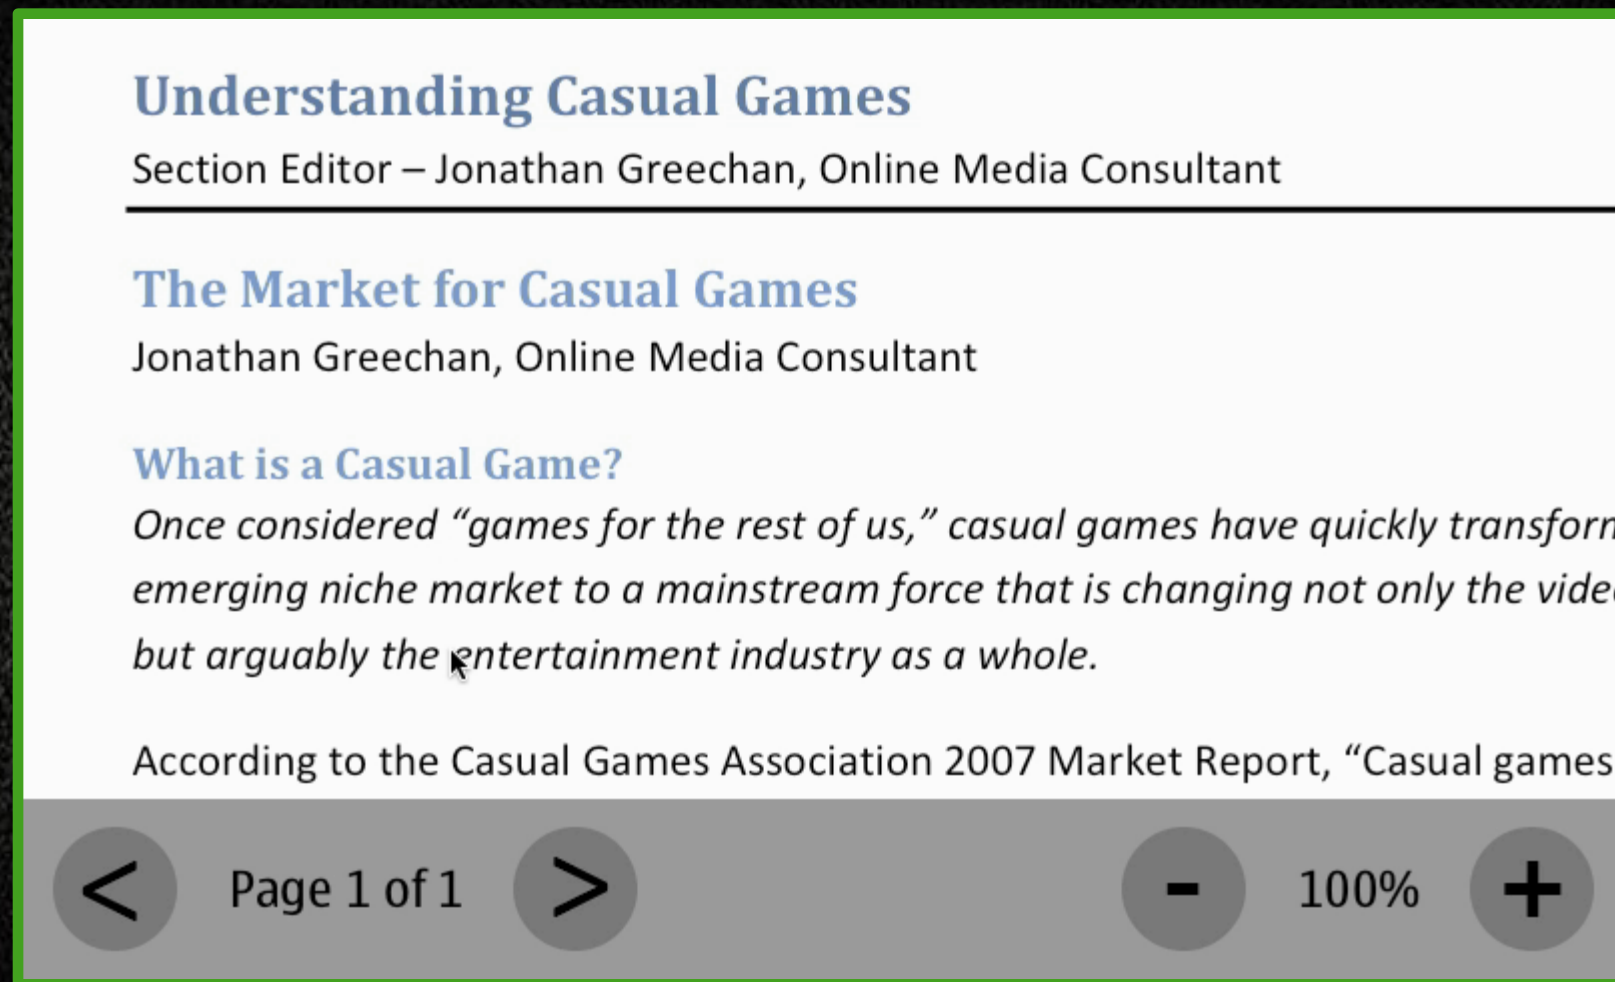 Understanding Casual Games
Section Editor – Jonathan Greechan, Online Media Consultant
The Market for Casual Games
Jonathan Greechan, Online Media Consultant
What is a Casual Game?
Once considered “games for the rest of us,” casual games have quickly
emerging niche market to a mainstream force that is changing not only the
but arguably the entertainment industry as a whole.
According to the Casual Games Association 2007 Market Report, “Casual games
< Page 1 of 1 > - 100% +